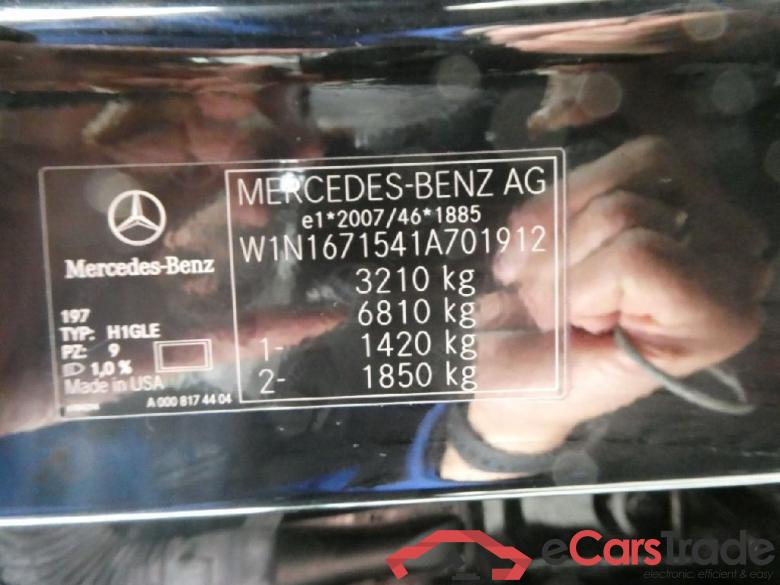 MERCEDES-BENZ AG
e1*2007/46*1885
W1N1671541A701912
3210 kg
6810 kg
1- 1420 kg
2- 1850 kg
Mercedes-Benz
197
TYP: H1GLE
PZ: 9
1,0 %
Made in USA
A 000 817 44 04
eCarsTrade
electronic, efficient & easy